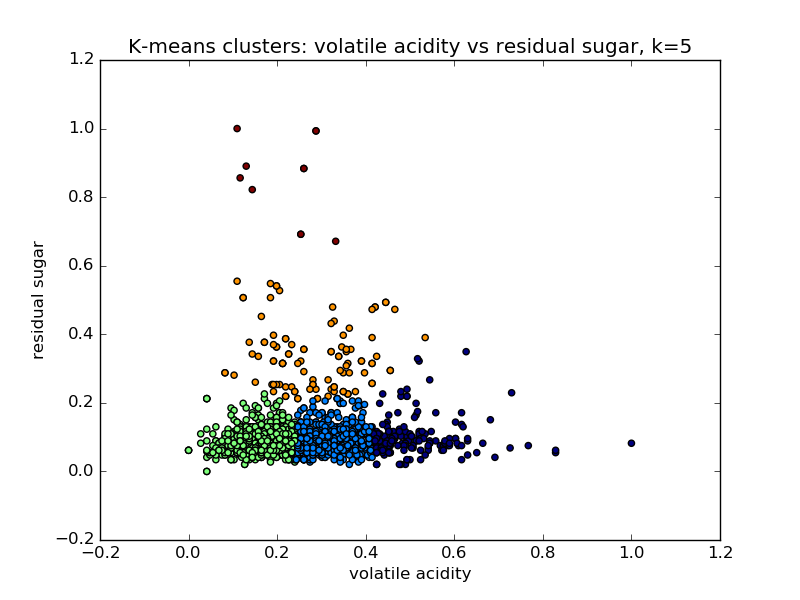 K-means clusters: volatile acidity vs residual sugar, k=5
1.2
1.0
0.8
0.6
0.4
0.2
0.0
−0.2
residual sugar
−0.2 0.0 0.2 0.4 0.6 0.8 1.0 1.2
volatile acidity